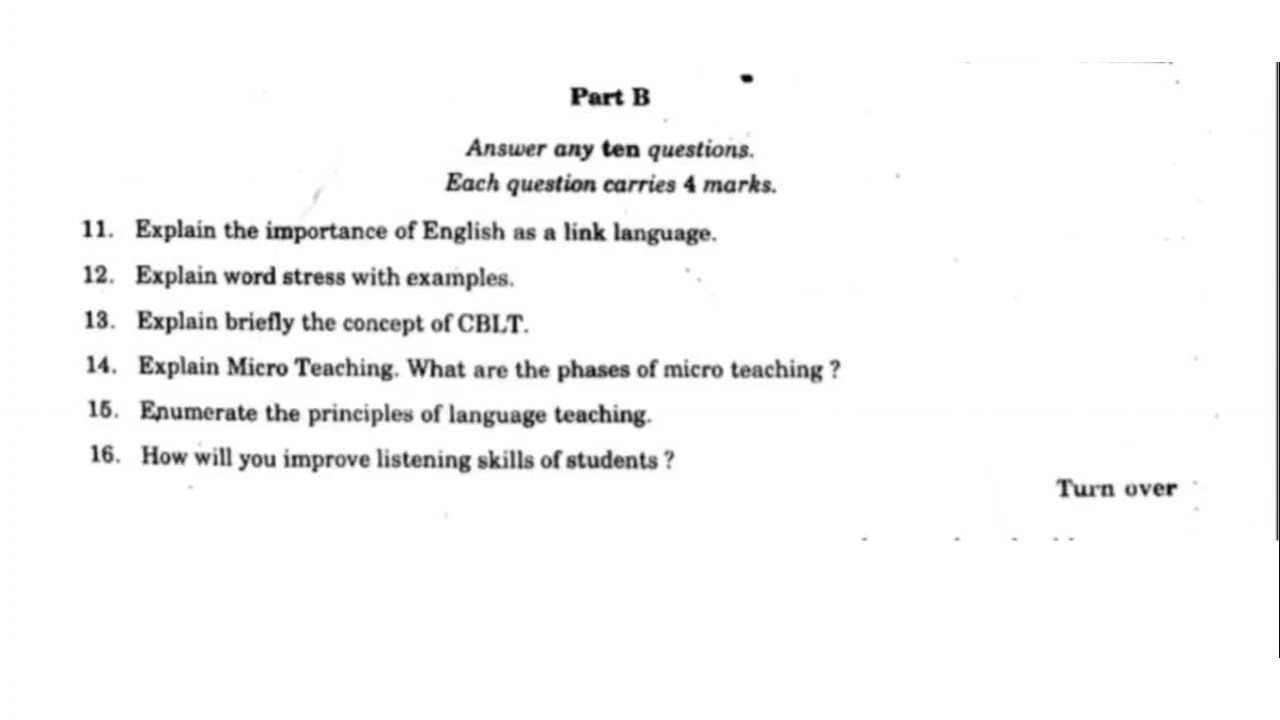 Part B
Answer any ten questions.
Each question carries 4 marks.
11. Explain the importance of English as a link language.
12. Explain word stress with examples.
13. Explain briefly the concept of CBLT.
14. Explain Micro Teaching. What are the phases of micro teaching ?
15. Enumerate the principles of language teaching.
16. How will you improve listening skills of students ?
Turn over